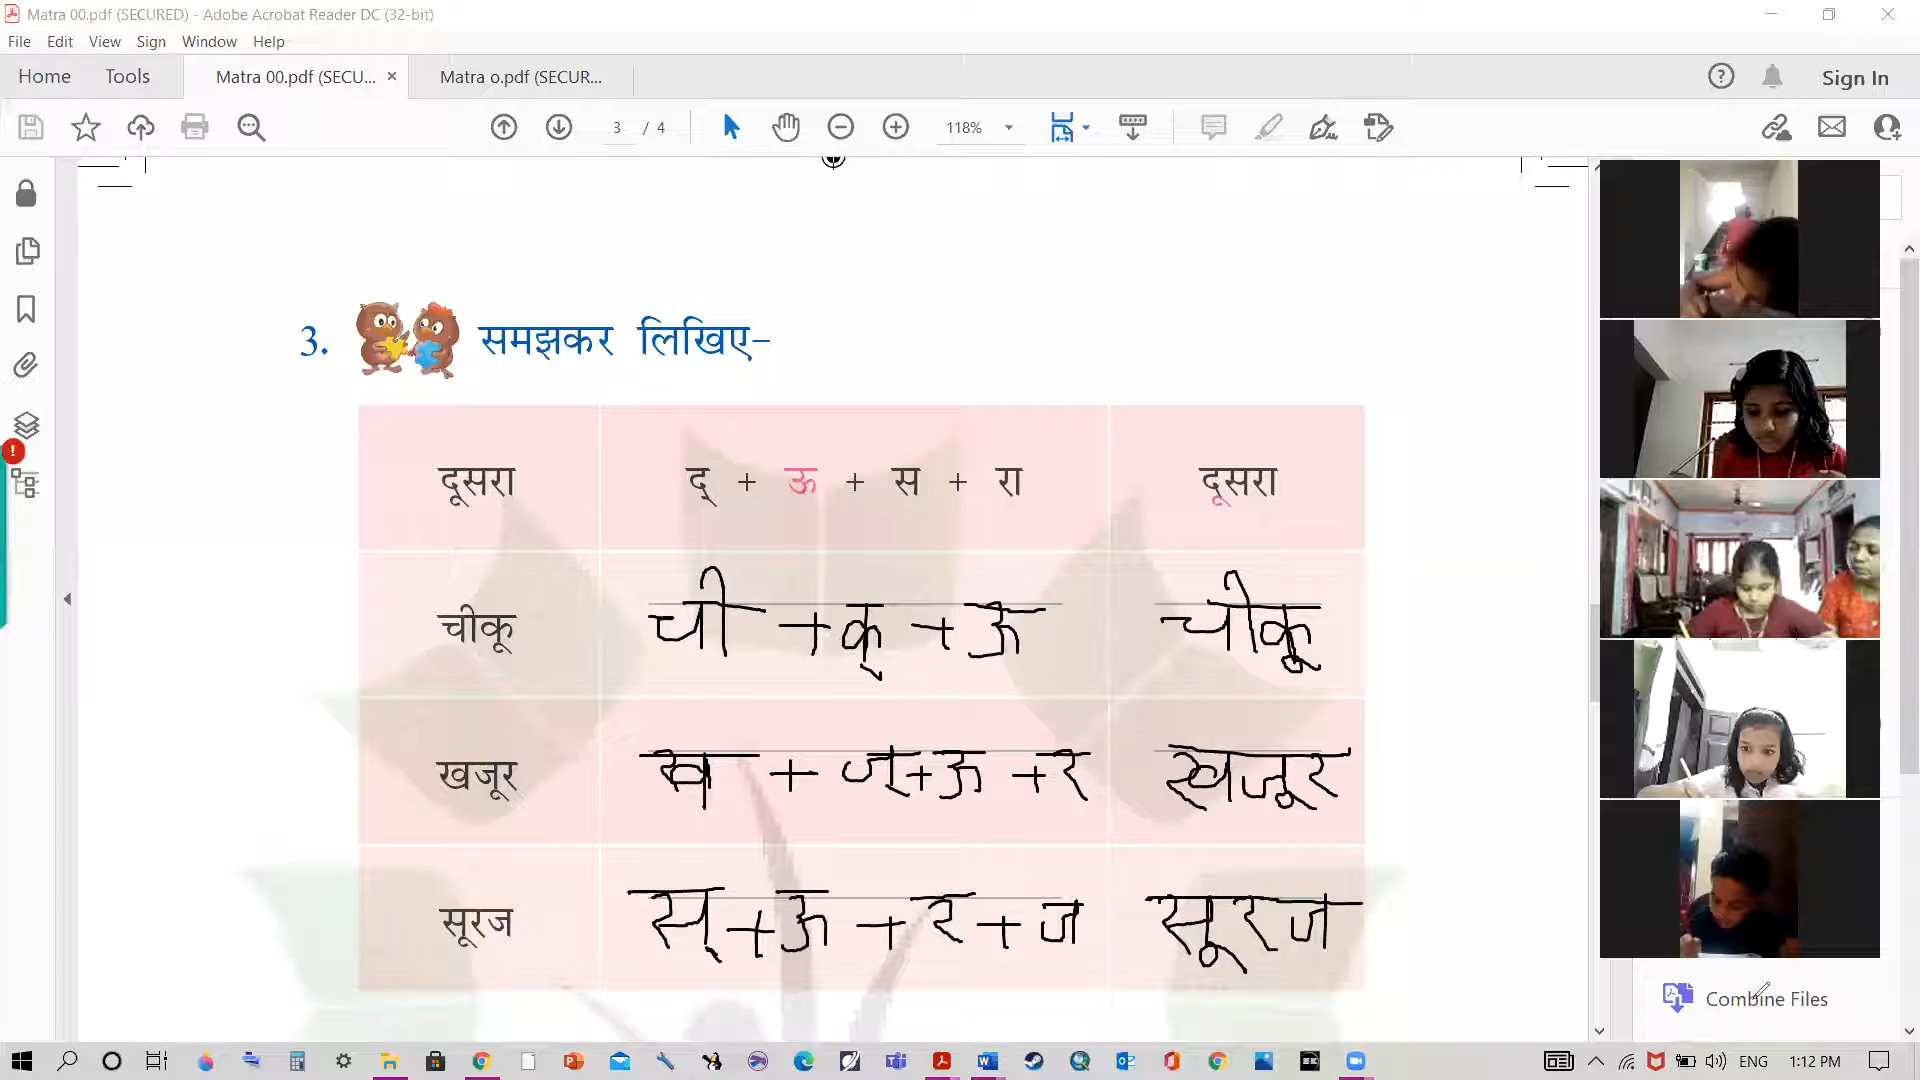 Matra 00.pdf (SECURED) - Adobe Acrobat Reader DC (32-bit)
File Edit View Sign Window Help
Home Tools Matra 00.pdf (SECU... × Matra o.pdf (SECUR... ? Sign In
3 / 4 118%
3. समझकर लिखिए-
दूसरा द् + ऊ + स + रा दूसरा
चीकू ची + क् + ऊ चीकू
खजूर ख + ज् + ऊ + र खजूर
सूरज स् + ऊ + र + ज सूरज
Combine Files
ENG 1:12 PM